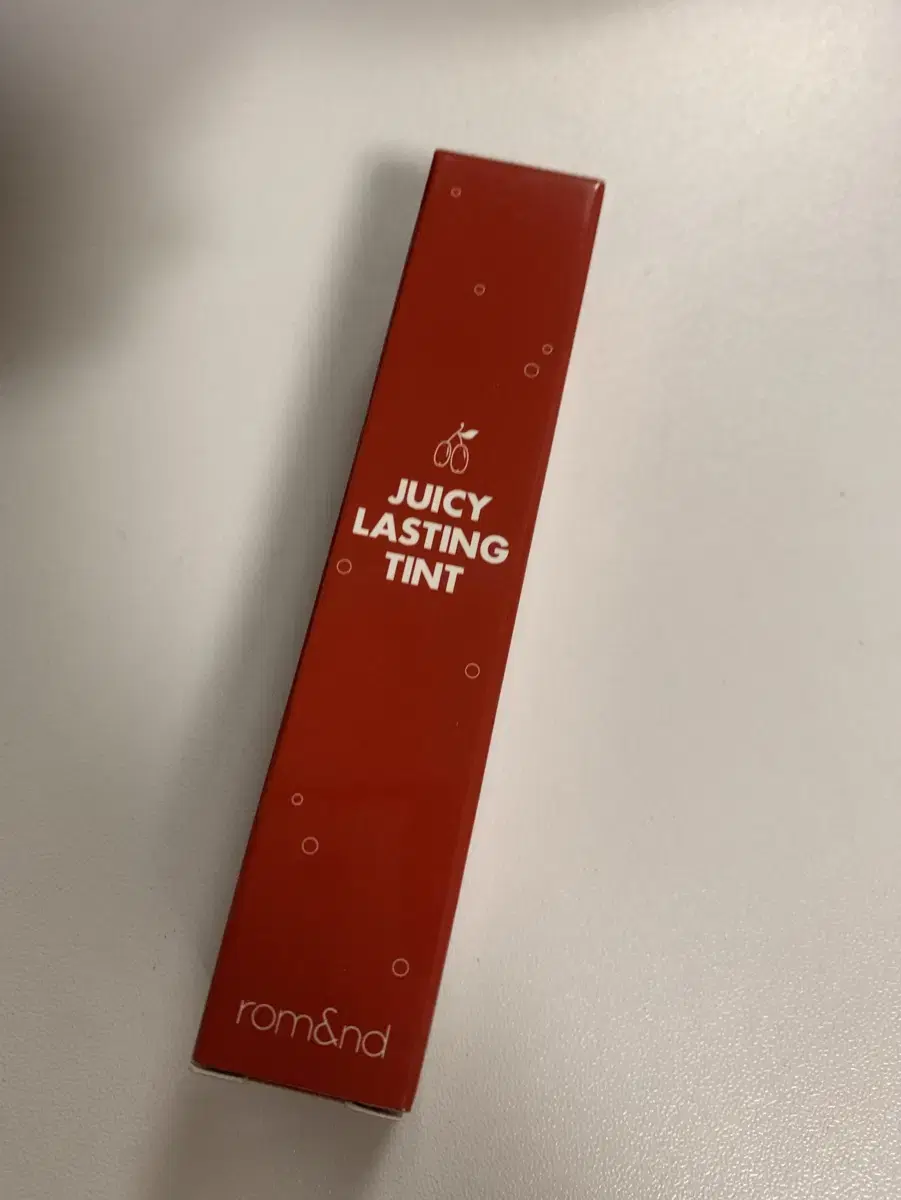 JUICY
LASTING
TINT
rom&nd